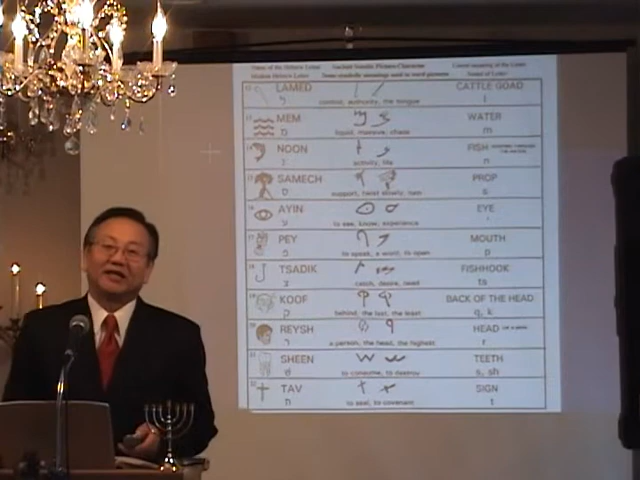 Name of the Hebrew Letter Ancient Semitic Picture-Character Literal meaning of the Letter
Modern Hebrew Letter Some symbolic meanings used in word pictures Sound of Letter
LAMED CATTLE GOAD
ל control, authority, the tongue l
MEM WATER
מ liquid, massive, chaos m
NOON FISH
נ activity, life n
SAMECH PROP
ס support, twist slowly, turn s
AYIN EYE
ע to see, know, experience
PEY MOUTH
פ to speak, a word, to open p
TSADIK FISHHOOK
צ catch, desire, need ts
KOOF BACK OF THE HEAD
ק behind, the last, the least q, k
REYSH HEAD
ר a person, the head, the highest r
SHEEN TEETH
ש to consume, to destroy s, sh
TAV SIGN
ת to seal, to covenant t